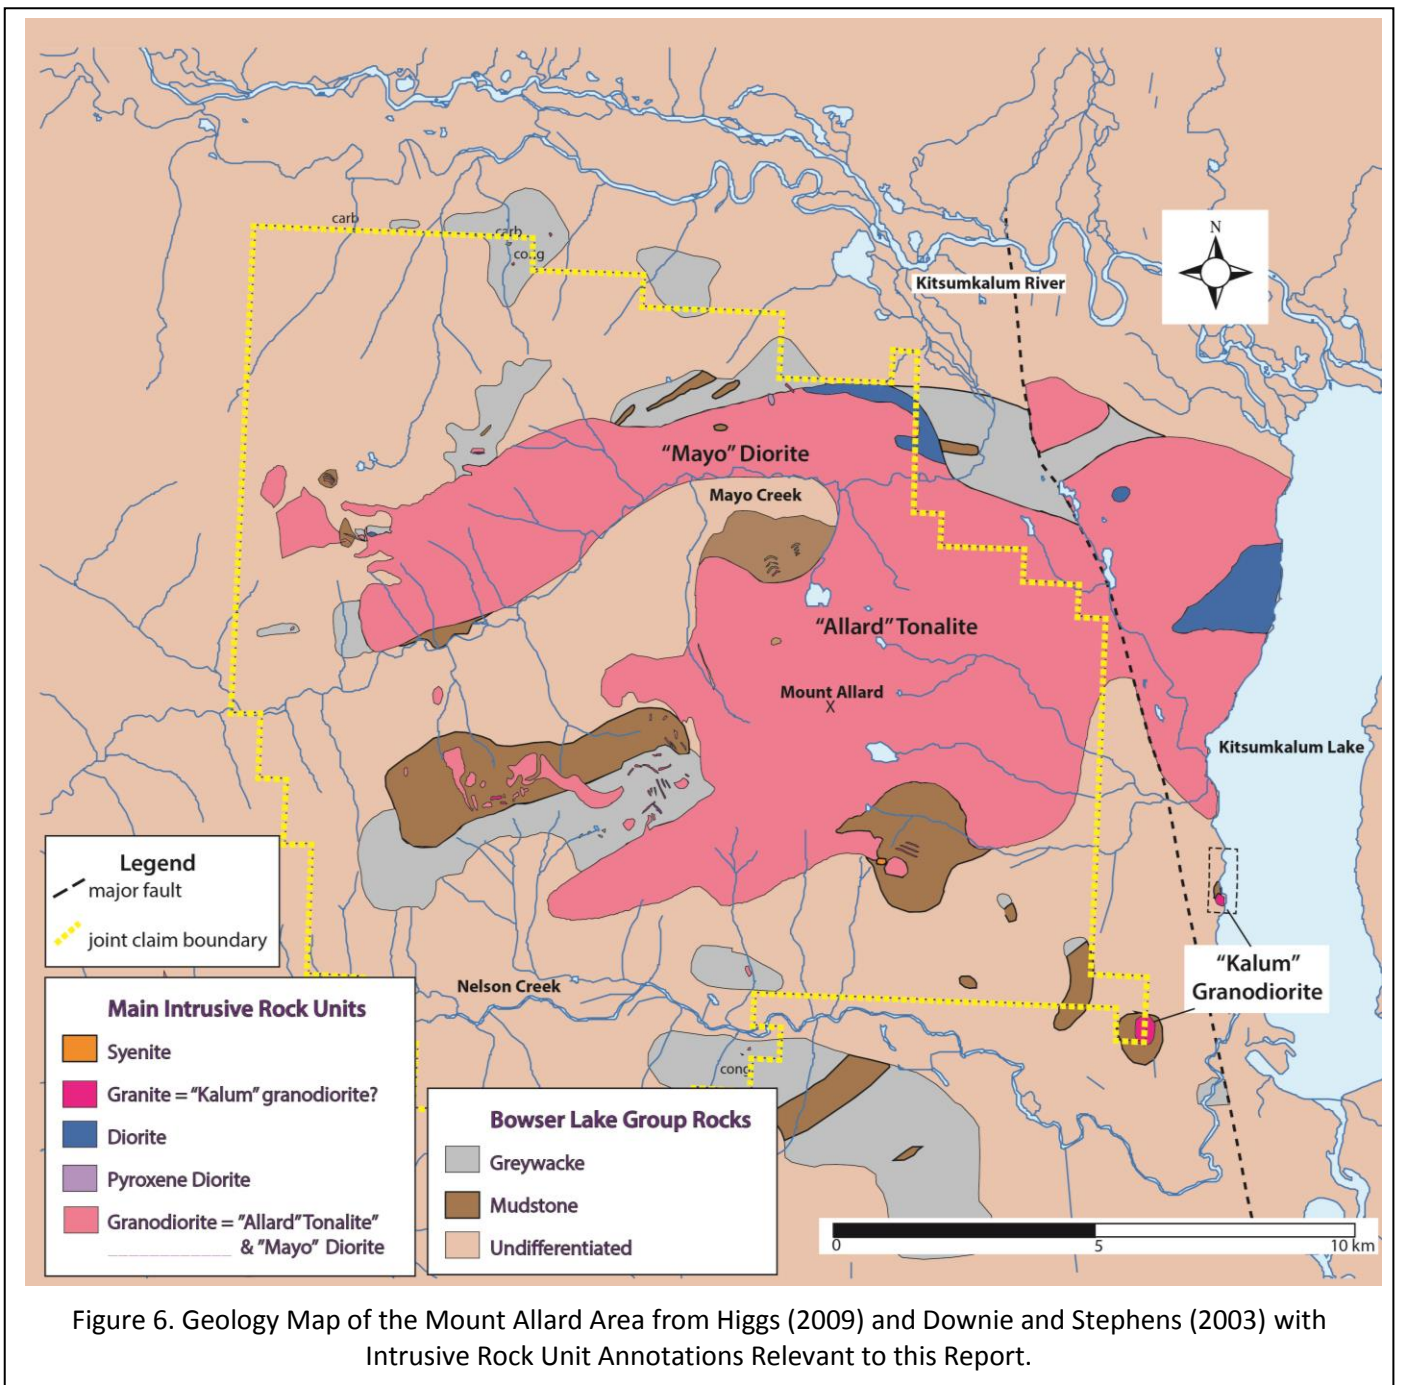 carb
carb
cong
N
Kitsumkalum River
"Mayo" Diorite
Mayo Creek
"Allard" Tonalite
Mount Allard
X
Kitsumkalum Lake
Legend
major fault
joint claim boundary
"Kalum"
Granodiorite
Nelson Creek
Main Intrusive Rock Units
Syenite
Granite = "Kalum" granodiorite?
Diorite
Pyroxene Diorite
Granodiorite = "Allard" Tonalite"
& "Mayo" Diorite
cong
Bowser Lake Group Rocks
Greywacke
Mudstone
Undifferentiated
0 5 10 km
Figure 6. Geology Map of the Mount Allard Area from Higgs (2009) and Downie and Stephens (2003) with
Intrusive Rock Unit Annotations Relevant to this Report.